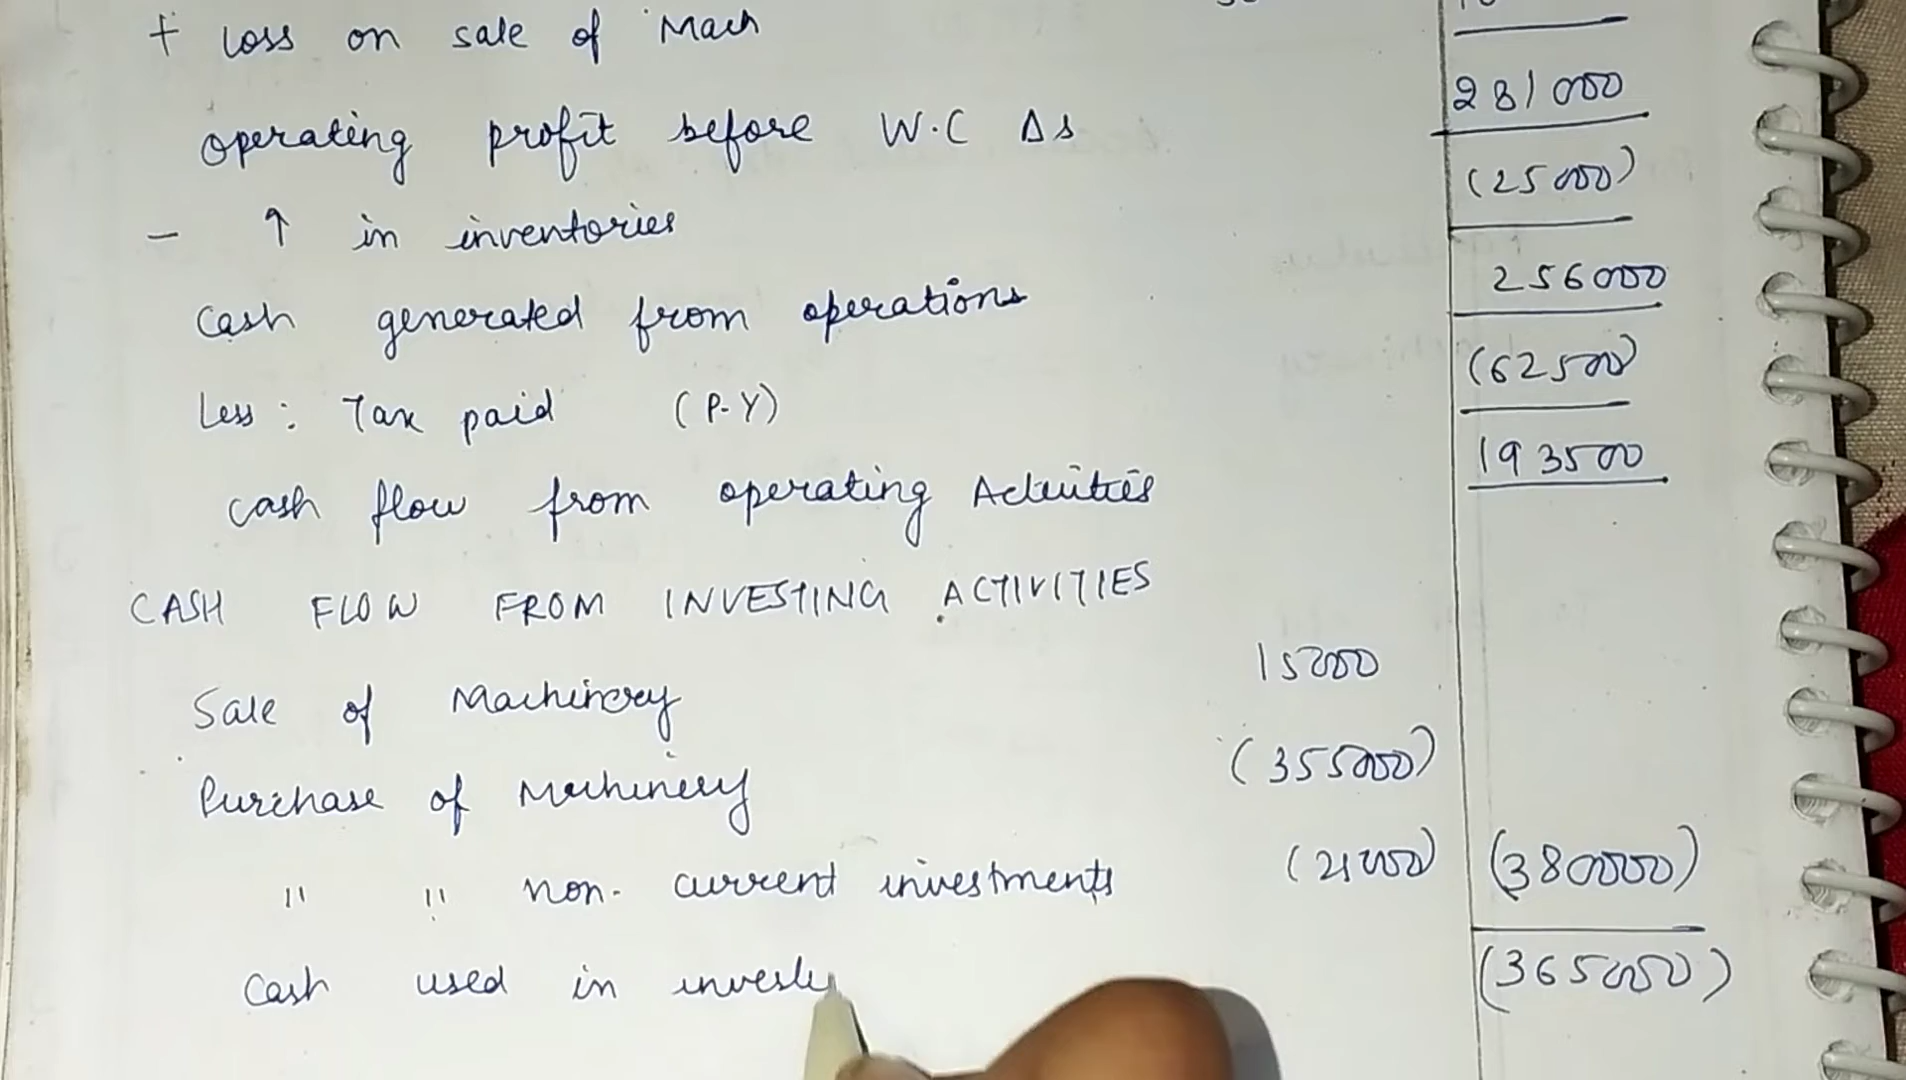 + Loss on sale of Mach
operating profit before W.C Δs 281000
- ↑ in inventories (25000)
Cash generated from operations 256000
Less : Tax paid (P-Y) (62500)
cash flow from operating Activities 193500
CASH FLOW FROM INVESTING ACTIVITIES
Sale of Machinery 15000
Purchase of Machinery (355000)
" " non-current investments (380000)
Cash used in (365000)